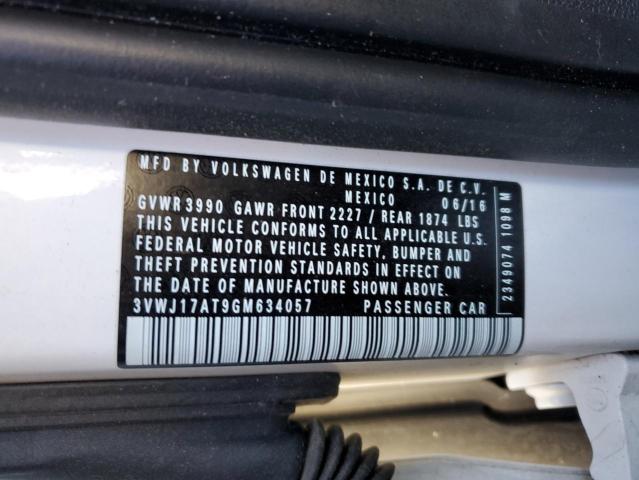 MFD BY VOLKSWAGEN DE MEXICO S.A. DE C.V.
MEXICO 06/16
GVWR 3990 GAWR FRONT 2227 / REAR 1874 LBS
THIS VEHICLE CONFORMS TO ALL APPLICABLE U.S.
FEDERAL MOTOR VEHICLE SAFETY, BUMPER AND
THEFT PREVENTION STANDARDS IN EFFECT ON
THE DATE OF MANUFACTURE SHOWN ABOVE.
3VWJ17AT9GM634057 PASSENGER CAR
2349074 1098 M